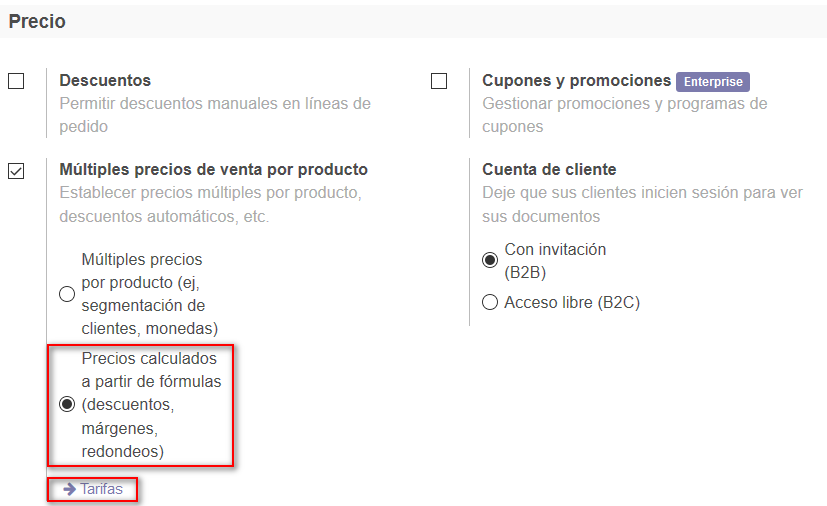 Precio
Descuentos
Permitir descuentos manuales en líneas de
pedido
Cupones y promociones Enterprise
Gestionar promociones y programas de
cupones
Múltiples precios de venta por producto
Establecer precios múltiples por producto,
descuentos automáticos, etc.
Múltiples precios
por producto (ej,
segmentación de
clientes, monedas)
Precios calculados
a partir de fórmulas
(descuentos,
márgenes,
redondeos)
Tarifas
Cuenta de cliente
Deje que sus clientes inicien sesión para ver
sus documentos
Con invitación
(B2B)
Acceso libre (B2C)